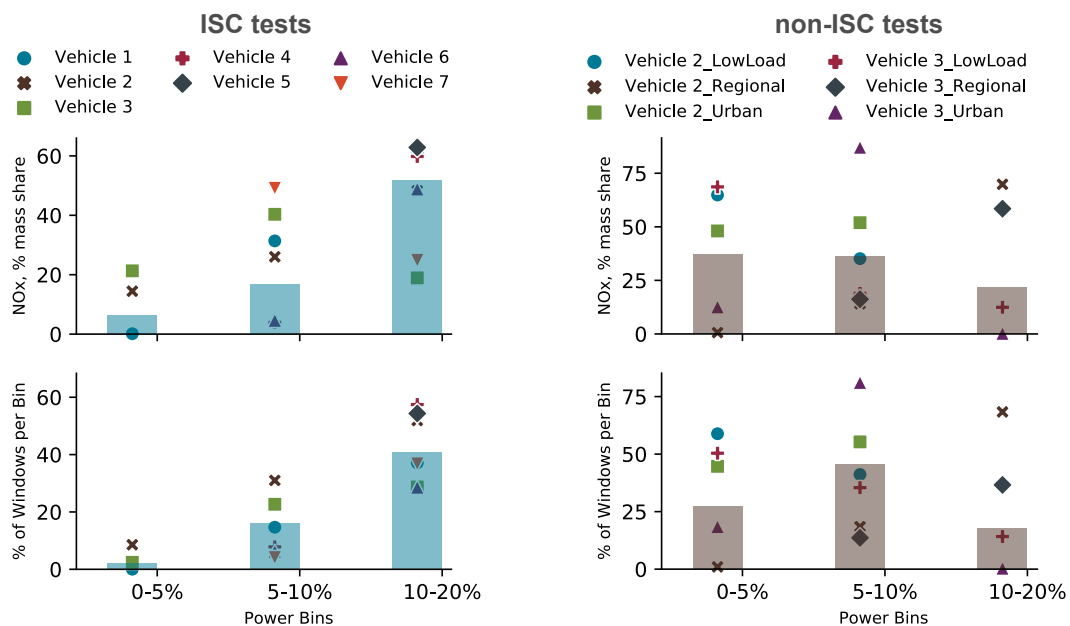 ISC tests
Vehicle 1
Vehicle 2
Vehicle 3
Vehicle 4
Vehicle 5
Vehicle 6
Vehicle 7
NOx, % mass share
60
40
20
0
% of Windows per Bin
60
40
20
0
0-5%
5-10%
10-20%
Power Bins
non-ISC tests
Vehicle 2_LowLoad
Vehicle 2_Regional
Vehicle 2_Urban
Vehicle 3_LowLoad
Vehicle 3_Regional
Vehicle 3_Urban
NOx, % mass share
75
50
25
0
% of Windows per Bin
75
50
25
0
0-5%
5-10%
10-20%
Power Bins